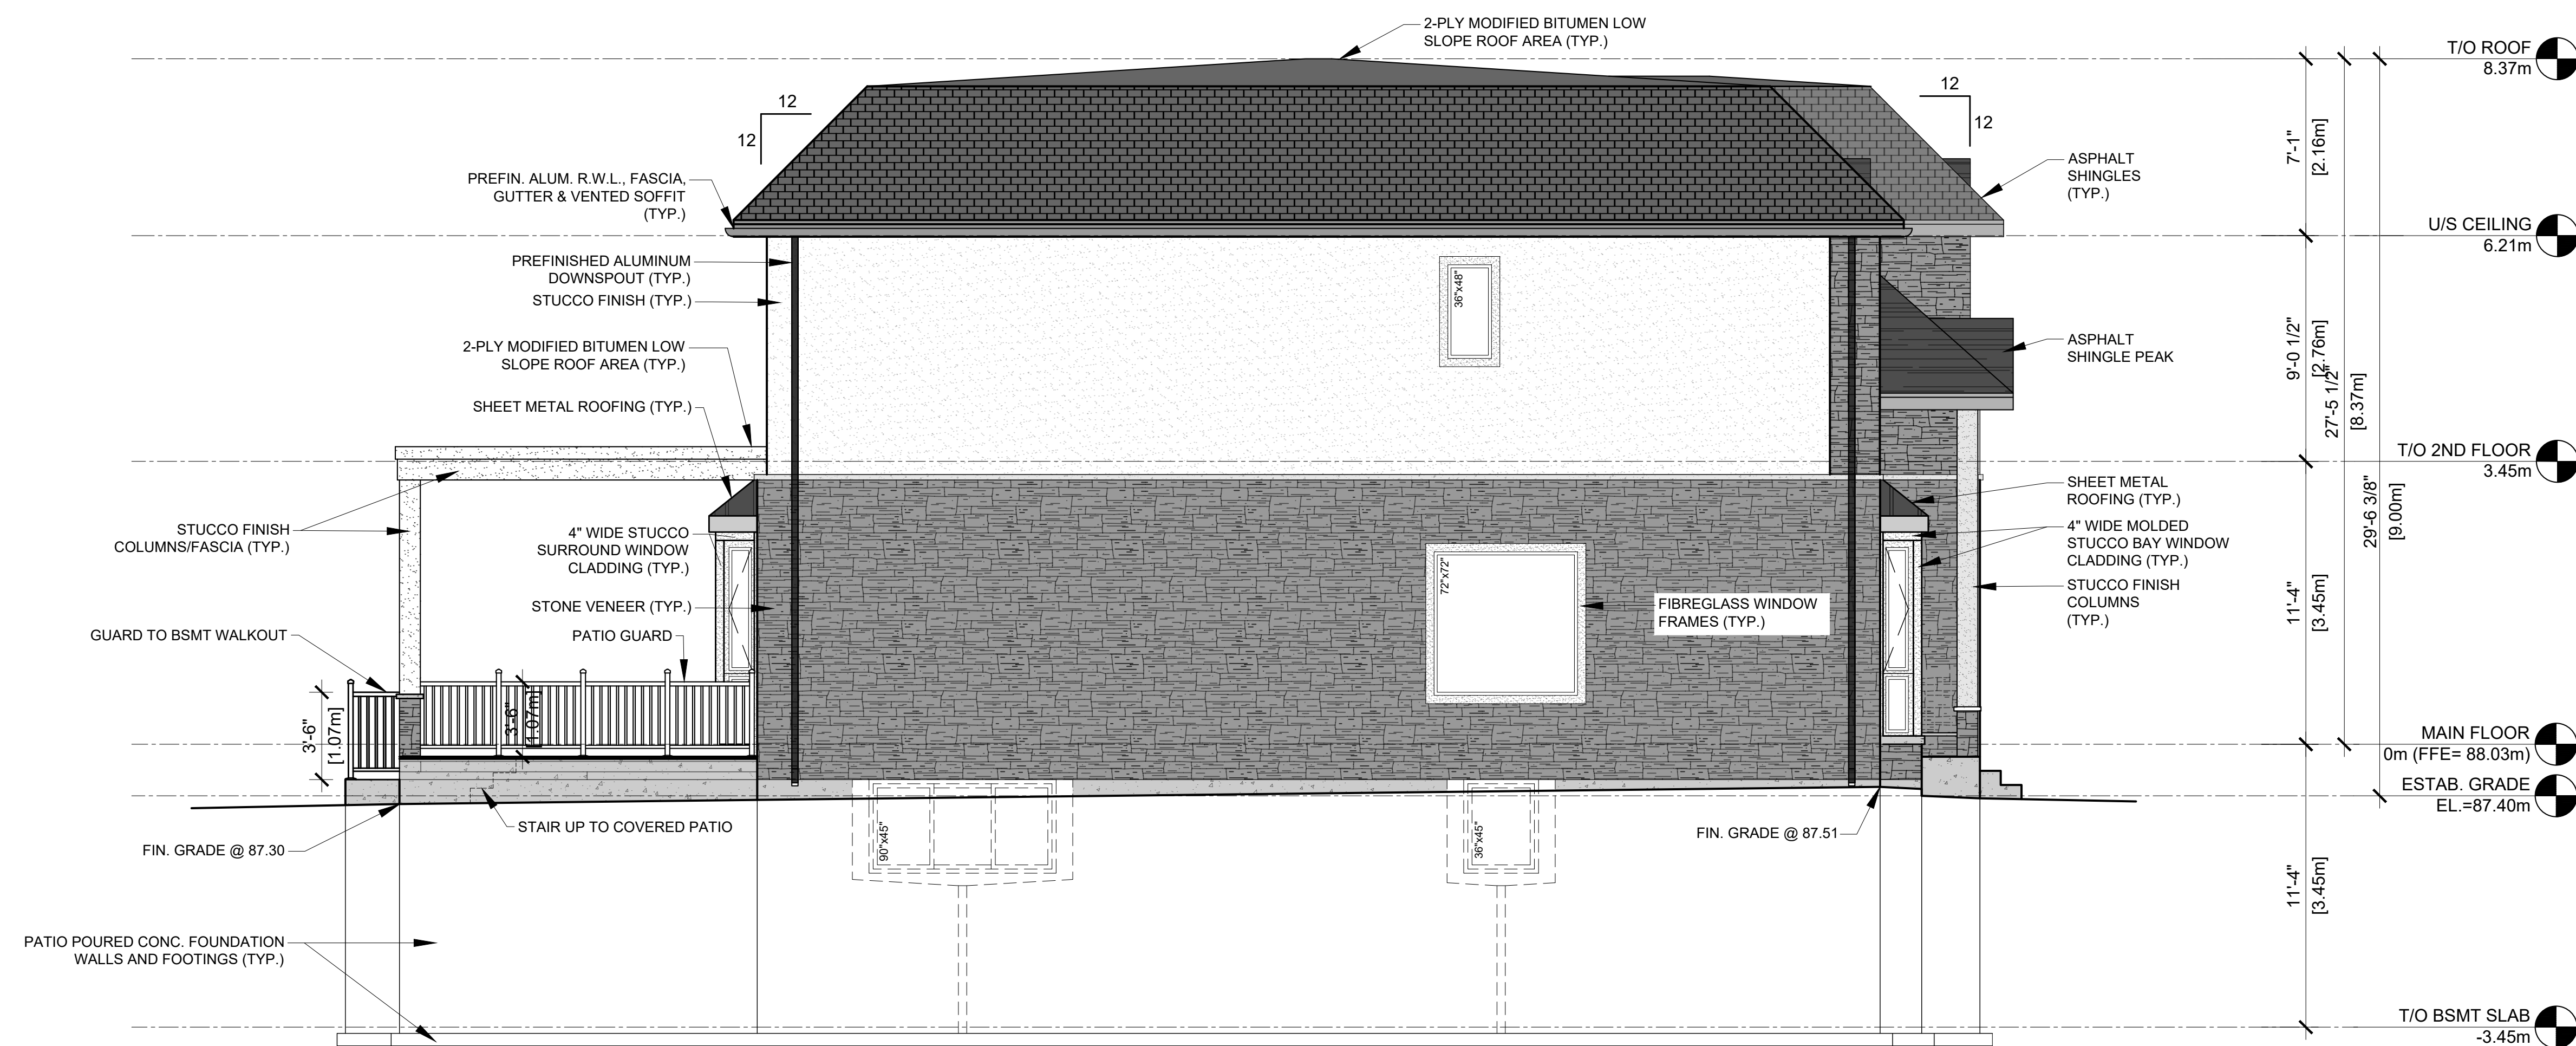 2-PLY MODIFIED BITUMEN LOW
SLOPE ROOF AREA (TYP.)
T/O ROOF
8.37m
12
12
12
12
PREFIN. ALUM. R.W.L., FASCIA,
GUTTER & VENTED SOFFIT
(TYP.)
ASPHALT
SHINGLES
(TYP.)
7'-1"
[2.16m]
U/S CEILING
6.21m
PREFINISHED ALUMINUM
DOWNSPOUT (TYP.)
STUCCO FINISH (TYP.)
36"x48"
2-PLY MODIFIED BITUMEN LOW
SLOPE ROOF AREA (TYP.)
ASPHALT
SHINGLE PEAK
9'-0 1/2"
[2.76m]
27'-5 1/2"
[8.37m]
SHEET METAL ROOFING (TYP.)
T/O 2ND FLOOR
3.45m
SHEET METAL
ROOFING (TYP.)
29'-6 3/8"
[9.00m]
STUCCO FINISH
COLUMNS/FASCIA (TYP.)
4" WIDE STUCCO
SURROUND WINDOW
CLADDING (TYP.)
4" WIDE MOLDED
STUCCO BAY WINDOW
CLADDING (TYP.)
72"x72"
STONE VENEER (TYP.)
FIBREGLASS WINDOW
FRAMES (TYP.)
STUCCO FINISH
COLUMNS
(TYP.)
11'-4"
[3.45m]
GUARD TO BSMT WALKOUT
PATIO GUARD
3'-6"
[1.07m]
3'-6"
[1.07m]
MAIN FLOOR
0m (FFE= 88.03m)
ESTAB. GRADE
EL.=87.40m
STAIR UP TO COVERED PATIO
FIN. GRADE @ 87.30
90"x45"
36"x45"
FIN. GRADE @ 87.51
11'-4"
[3.45m]
PATIO POURED CONC. FOUNDATION
WALLS AND FOOTINGS (TYP.)
T/O BSMT SLAB
-3.45m